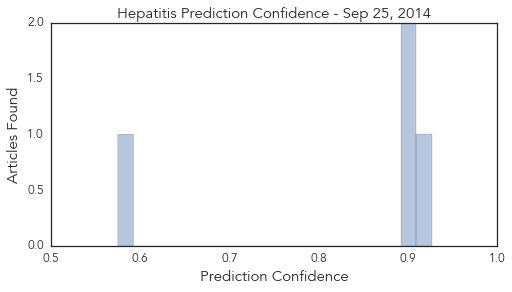 Hepatitis Prediction Confidence - Sep 25, 2014
Articles Found
2.0
1.5
1.0
0.5
0.0
0.5 0.6 0.7 0.8 0.9 1.0
Prediction Confidence